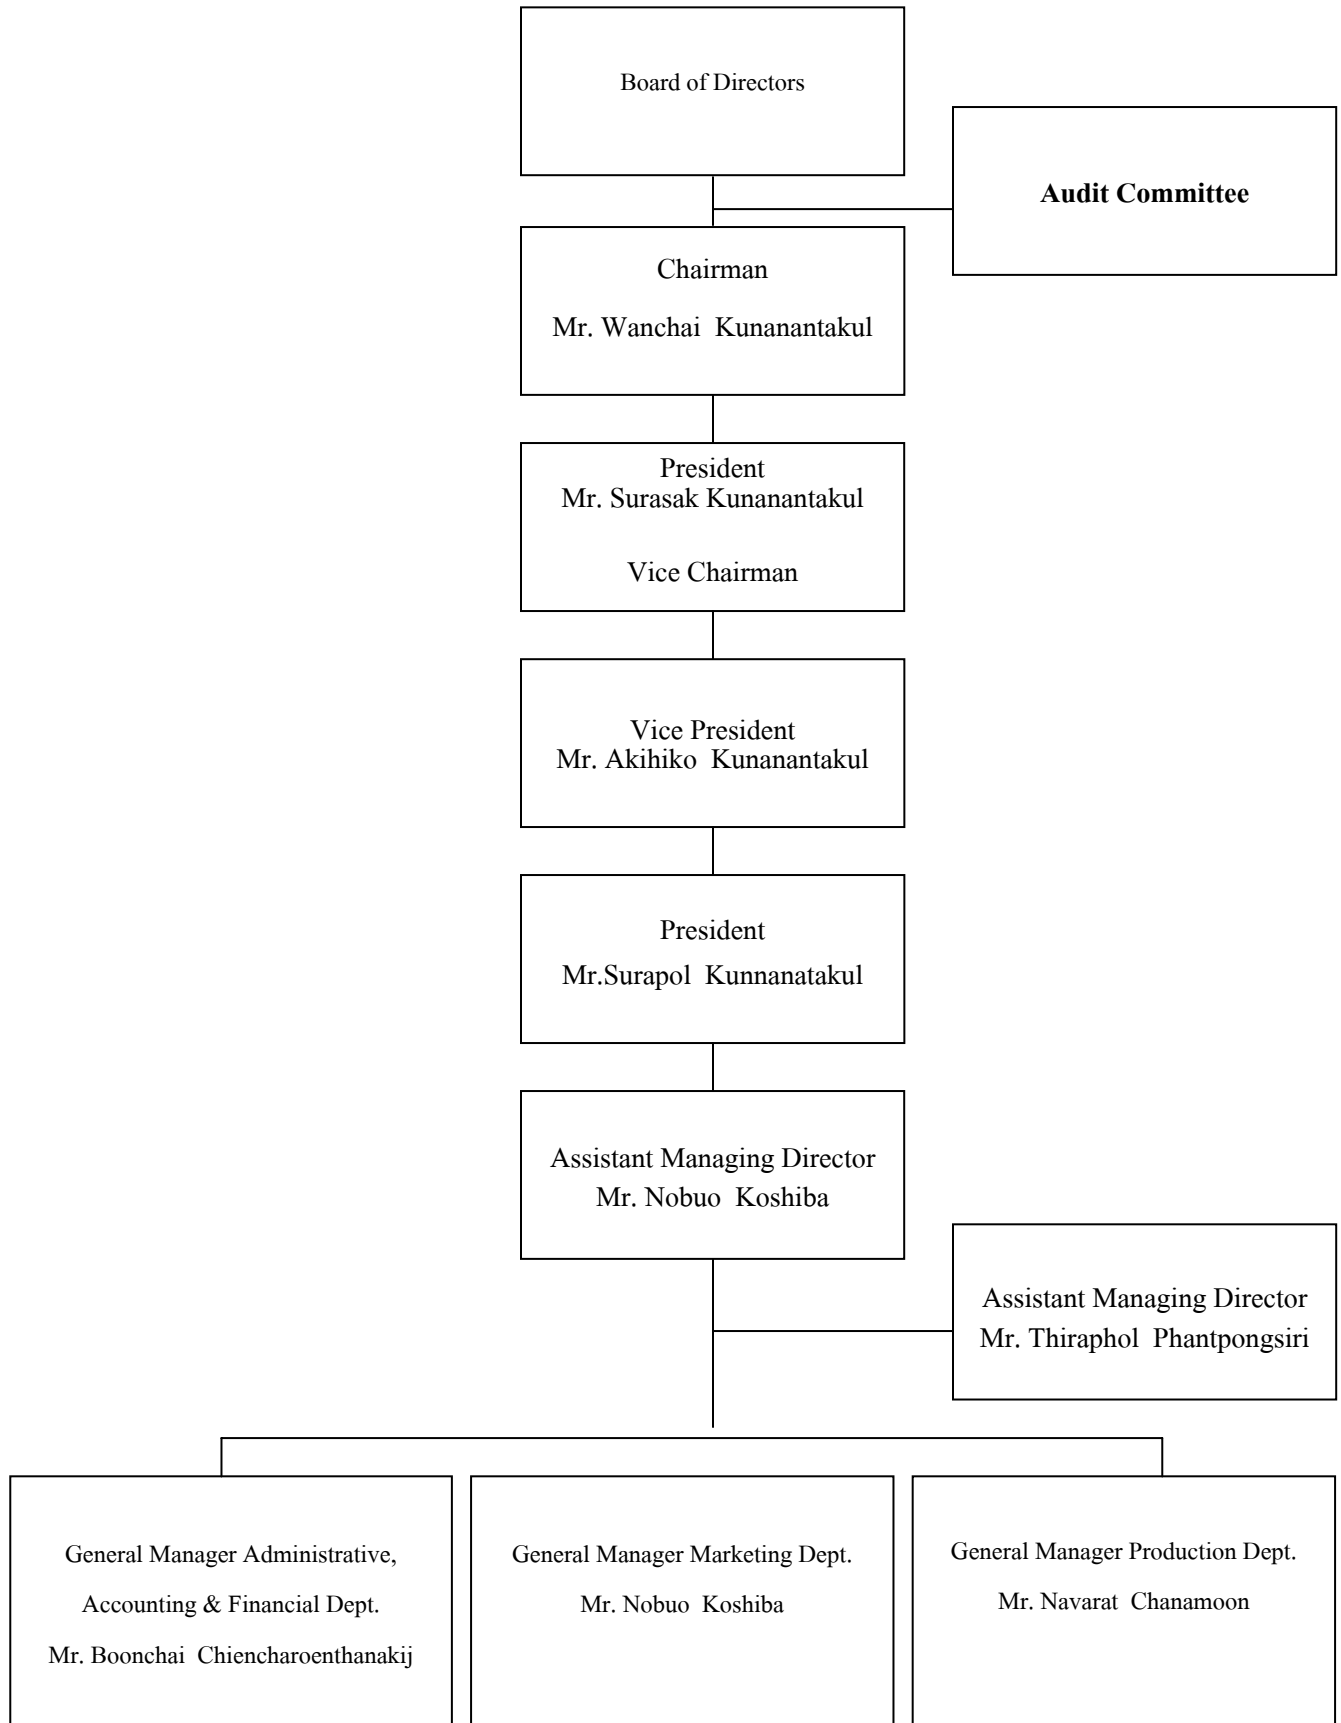 Board of Directors
Audit Committee
Chairman
Mr. Wanchai Kunanantakul
President
Mr. Surasak Kunanantakul
Vice Chairman
Vice President
Mr. Akihiko Kunanantakul
President
Mr.Surapol Kunnanatakul
Assistant Managing Director
Mr. Nobuo Koshiba
Assistant Managing Director
Mr. Thiraphol Phantpongsiri
General Manager Administrative,
Accounting & Financial Dept.
Mr. Boonchai Chiencharoenthanakij
General Manager Marketing Dept.
Mr. Nobuo Koshiba
General Manager Production Dept.
Mr. Navarat Chanamoon